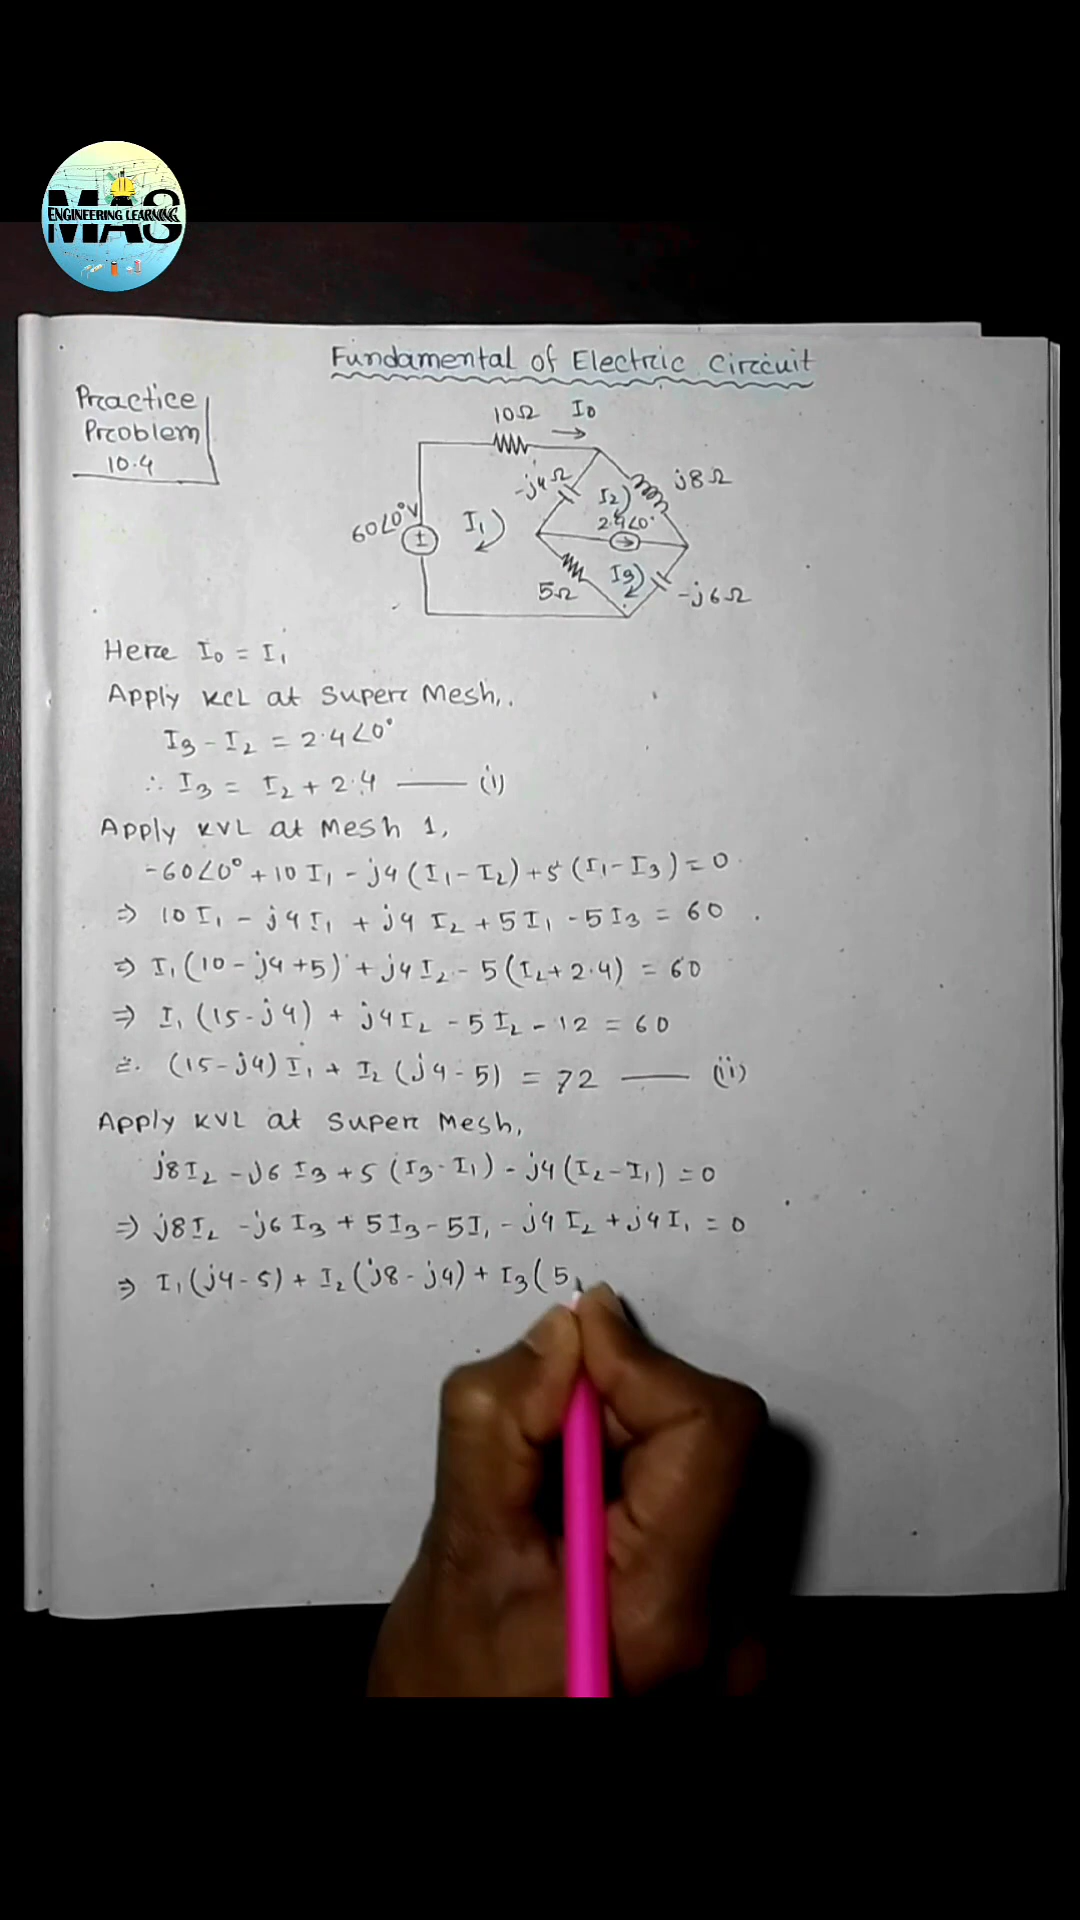 MAS
ENGINEERING LEARNING
Fundamental of Electric Circuit
Practice
Problem
10.4
10Ω I₀
-j4Ω j8Ω
I₂
60∠0°V I₁ 2.4∠0°
±
I₃
5Ω -j6Ω
Here I₀ = I₁
Apply KCL at Super Mesh,.
I₃ - I₂ = 2.4∠0°
∴ I₃ = I₂ + 2.4 —— (i)
Apply KVL at Mesh 1,
-60∠0° + 10 I₁ - j4 (I₁ - I₂) + 5 (I₁ - I₃) = 0
⇒ 10 I₁ - j4 I₁ + j4 I₂ + 5 I₁ - 5 I₃ = 60
⇒ I₁ (10 - j4 + 5) + j4 I₂ - 5 (I₂ + 2.4) = 60
⇒ I₁ (15 - j4) + j4 I₂ - 5 I₂ - 12 = 60
∴ (15 - j4) I₁ + I₂ (j4 - 5) = 72 —— (ii)
Apply KVL at Super Mesh,
j8 I₂ - j6 I₃ + 5 (I₃ - I₁) - j4 (I₂ - I₁) = 0
⇒ j8 I₂ - j6 I₃ + 5 I₃ - 5 I₁ - j4 I₂ + j4 I₁ = 0
⇒ I₁ (j4 - 5) + I₂ (j8 - j4) + I₃ ( 5